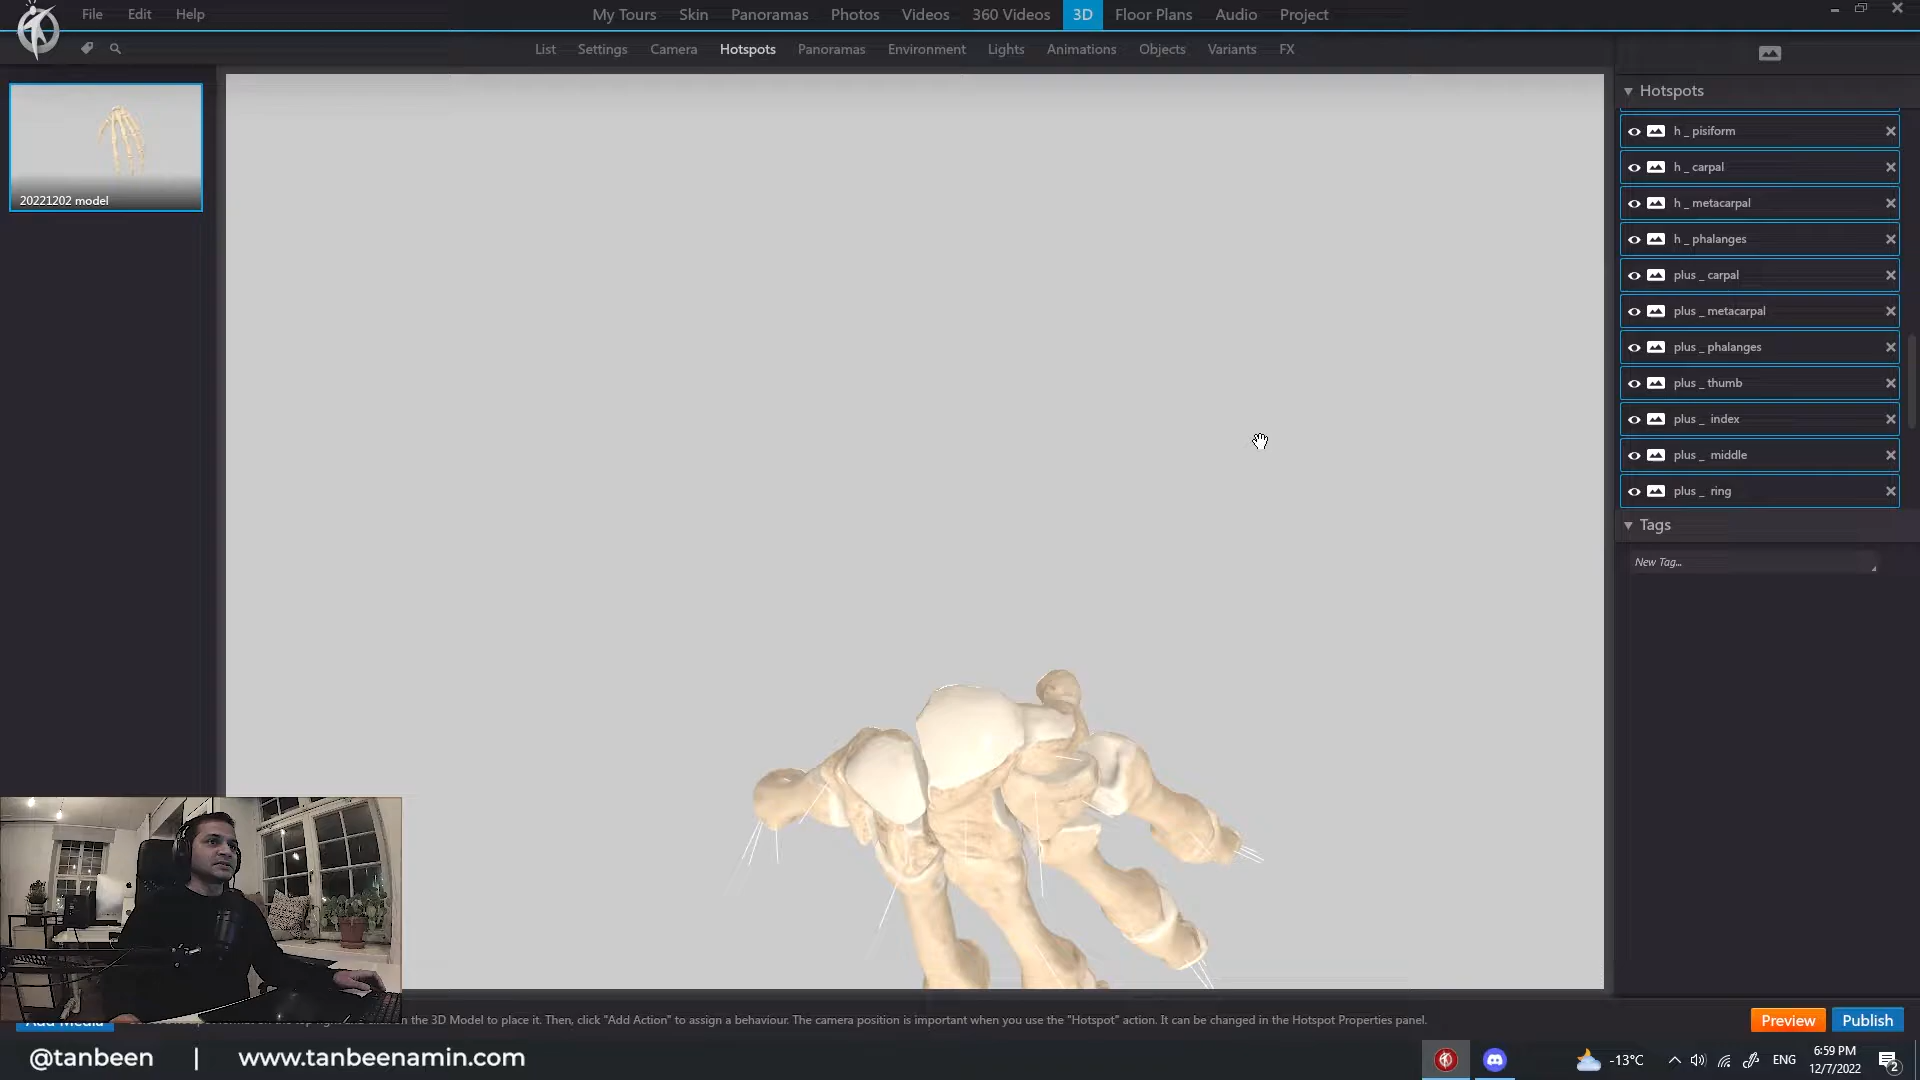 File Edit Help
My Tours Skin Panoramas Photos Videos 360 Videos 3D Floor Plans Audio Project
List Settings Camera Hotspots Panoramas Environment Lights Animations Objects Variants FX
20221202 model
Hotspots
h _ pisiform
h _ carpal
h _ metacarpal
h _ phalanges
plus _ carpal
plus _ metacarpal
plus _ phalanges
plus _ thumb
plus _ index
plus _ middle
plus _ ring
Tags
New Tag...
Add Media
n the 3D Model to place it. Then, click "Add Action" to assign a behaviour. The camera position is important when you use the "Hotspot" action. It can be changed in the Hotspot Properties panel.
Preview Publish
@tanbeen | www.tanbeenamin.com
-13°C ENG
6:59 PM
12/7/2022
2